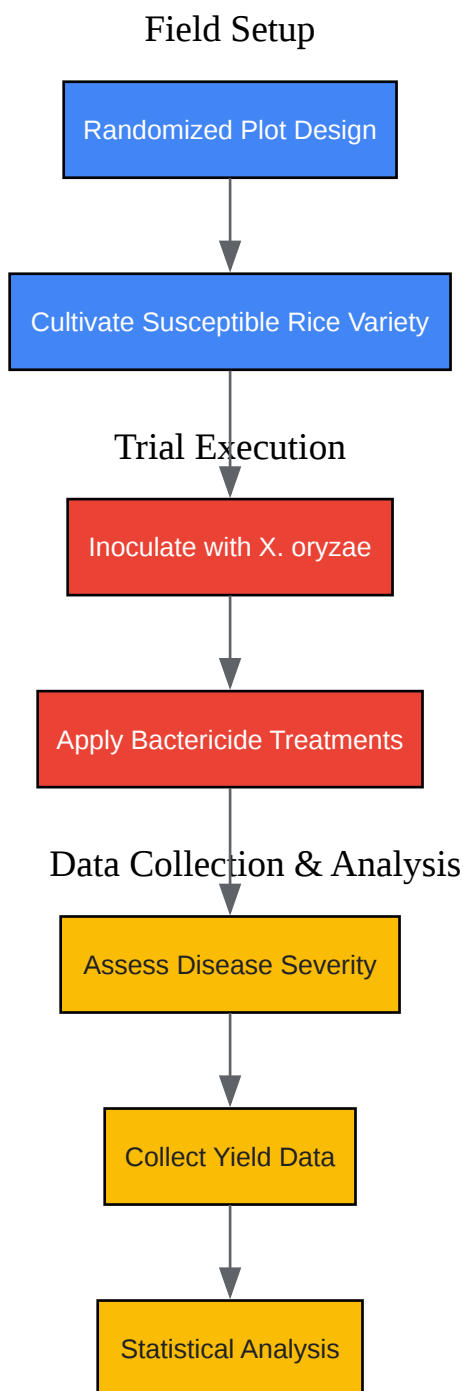 Field Setup
Randomized Plot Design
Cultivate Susceptible Rice Variety
Trial Execution
Inoculate with X. oryzae
Apply Bactericide Treatments
Data Collection & Analysis
Assess Disease Severity
Collect Yield Data
Statistical Analysis